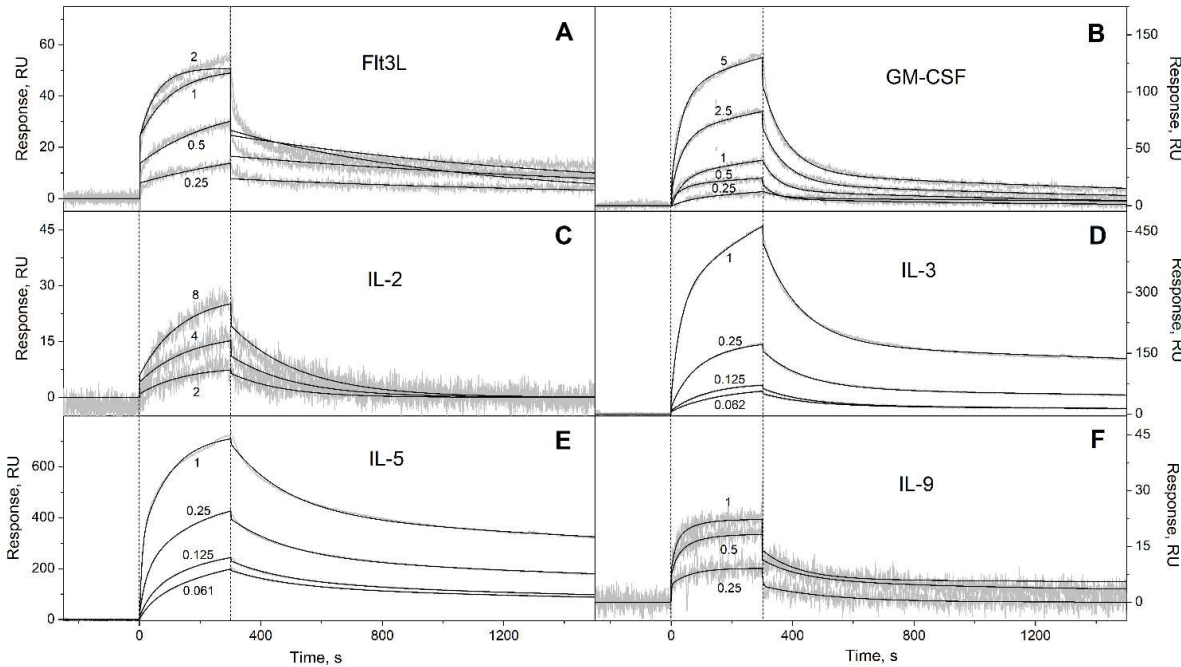 A
Flt3L
Response, RU
60
40
20
0
2
1
0.5
0.25
B
GM-CSF
Response, RU
150
125
100
75
50
25
0
5
2.5
1
0.5
0.25
C
IL-2
Response, RU
45
30
15
0
8
4
2
D
IL-3
Response, RU
450
300
150
0
1
0.25
0.125
0.062
E
IL-5
Response, RU
600
400
200
0
1
0.25
0.125
0.061
0 400 800 1200
Time, s
F
IL-9
Response, RU
45
30
15
0
1
0.5
0.25
0 400 800 1200
Time, s